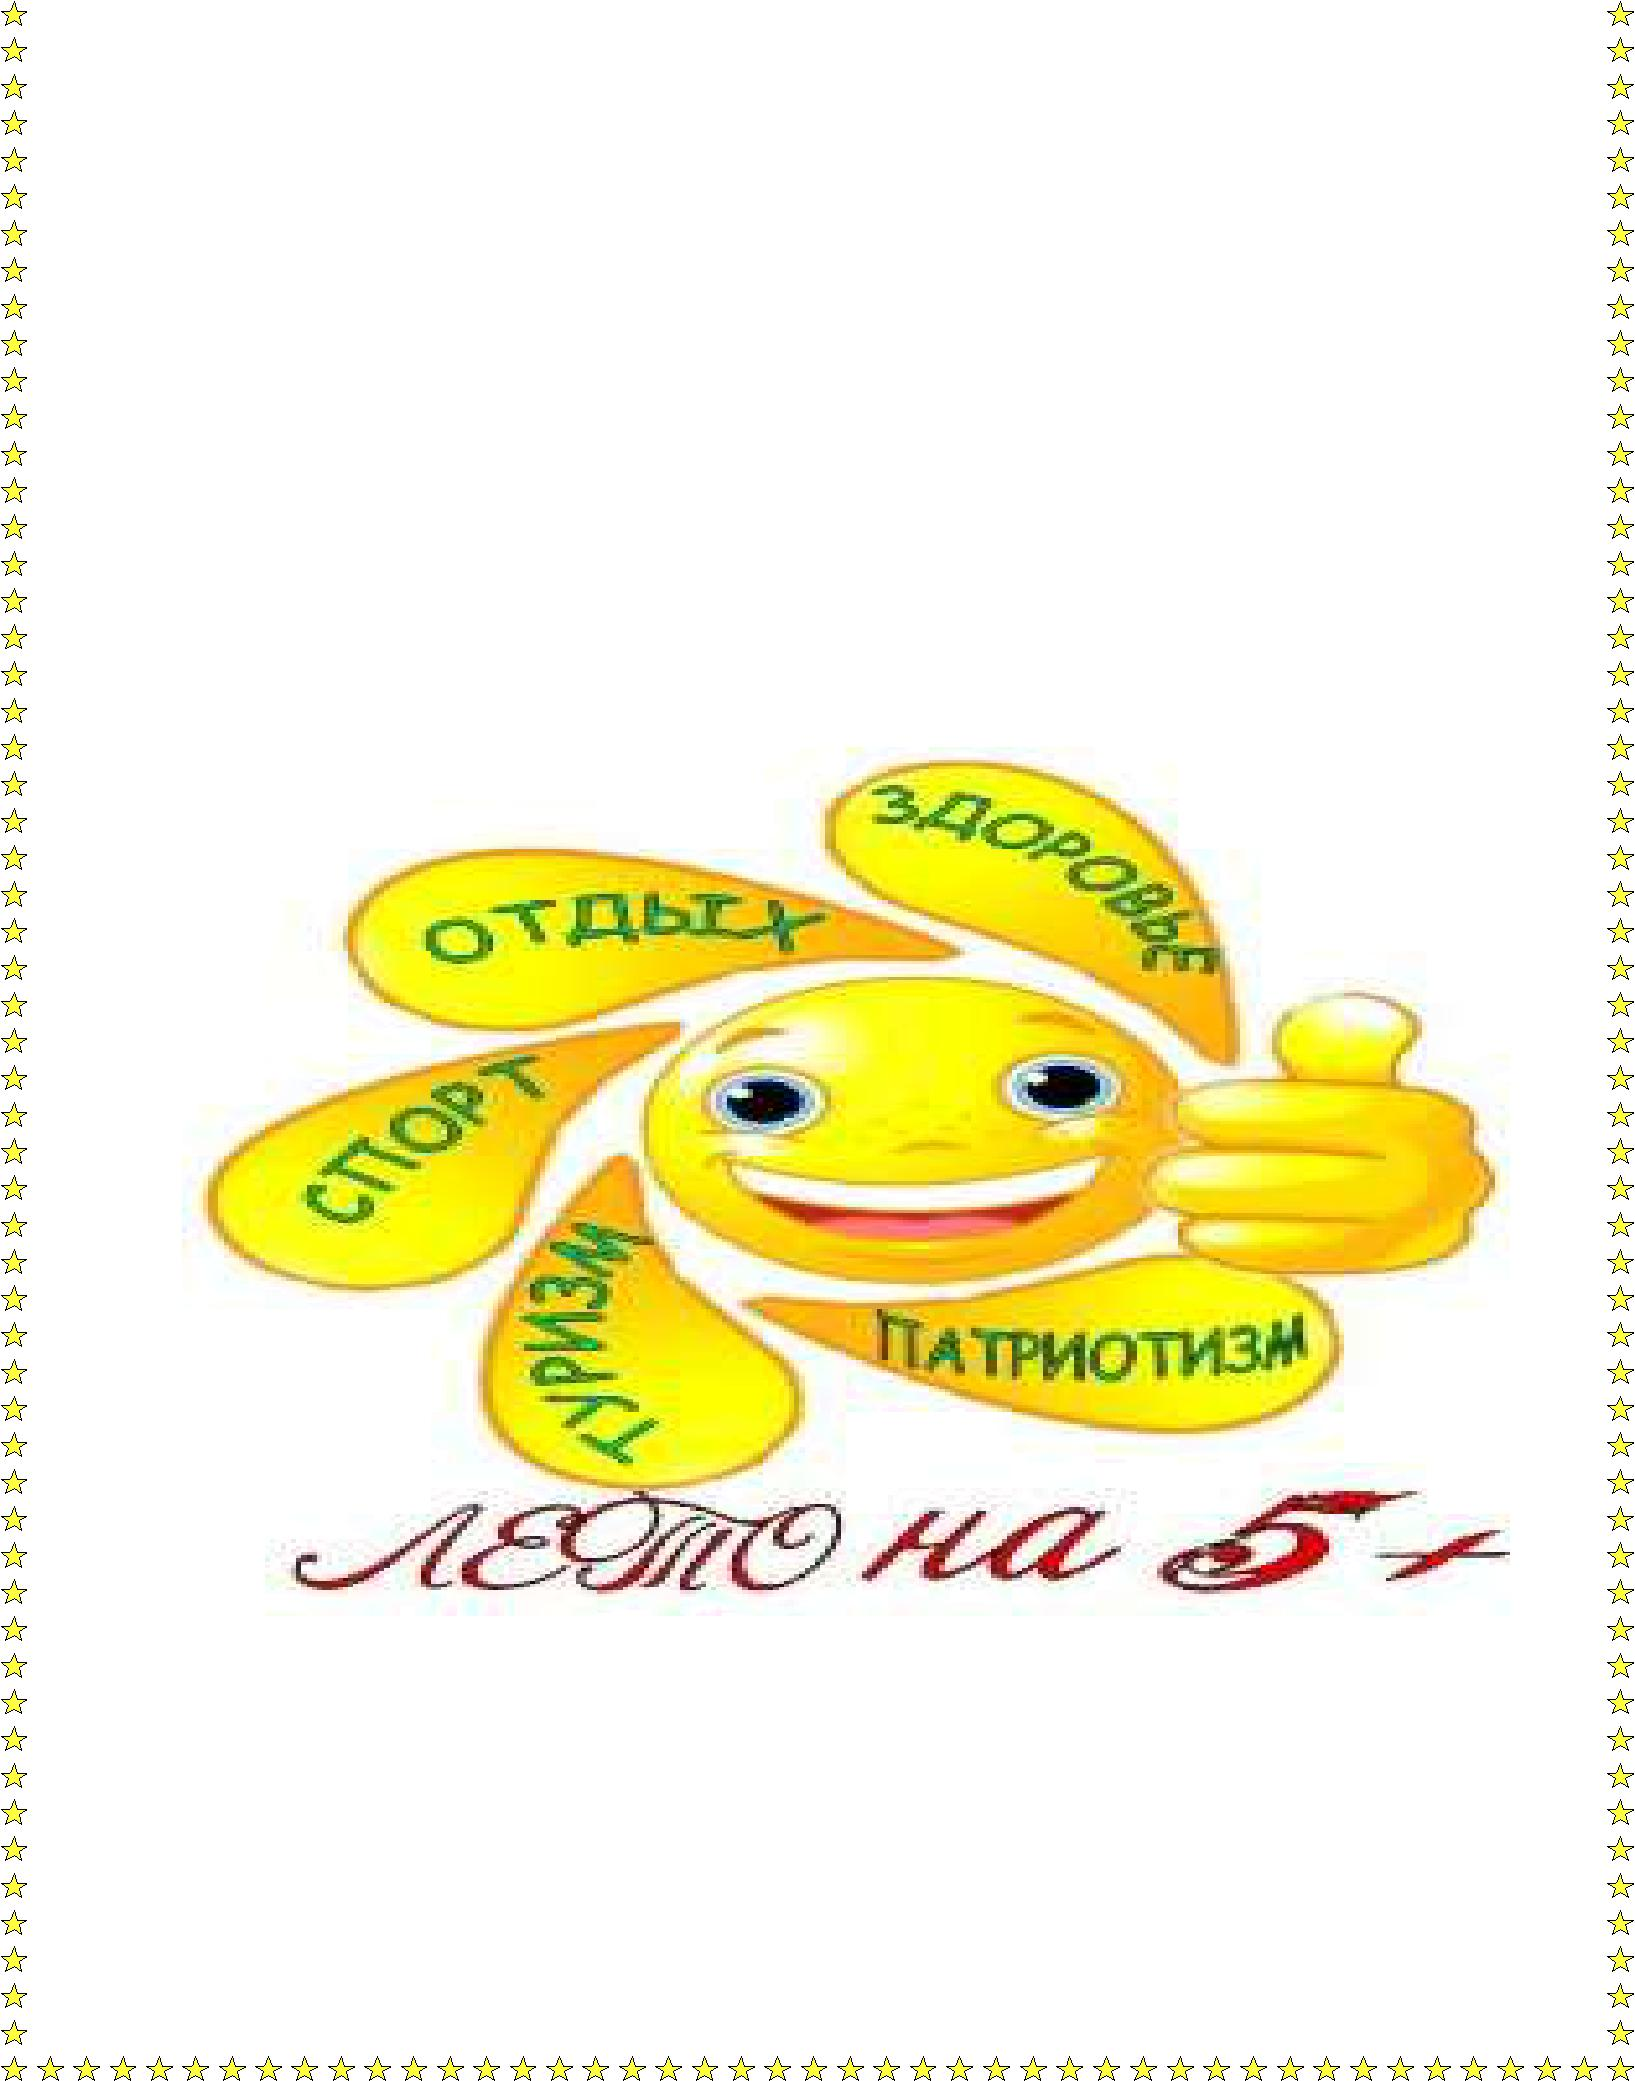 ЗДОРОВЬЕ
ОТДЫХ
СПОРТ
ТУРИЗМ
ПАТРИОТИЗМ
ЛЕТО на 5+